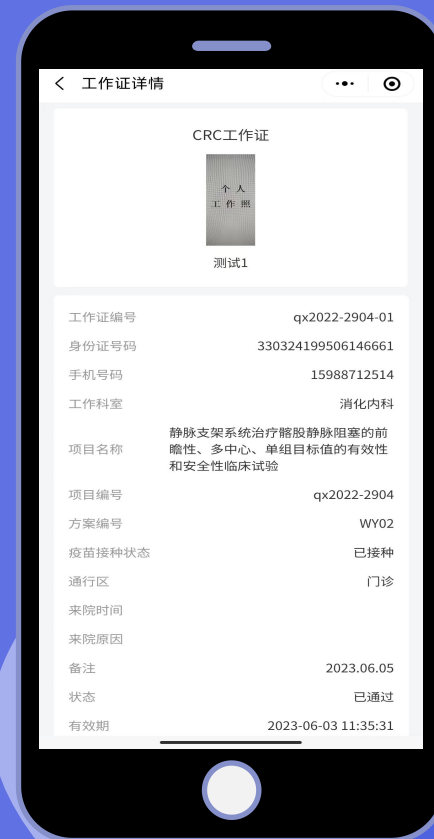 工作证详情
CRC工作证
个人
工作照
测试1
工作证编号 qx2022-2904-01
身份证号码 330324199506146661
手机号码 15988712514
工作科室 消化内科
项目名称 静脉支架系统治疗髂股静脉阻塞的前
瞻性、多中心、单组目标值的有效性
和安全性临床试验
项目编号 qx2022-2904
方案编号 WY02
疫苗接种状态 已接种
通行区 门诊
来院时间
来院原因
备注 2023.06.05
状态 已通过
有效期 2023-06-03 11:35:31